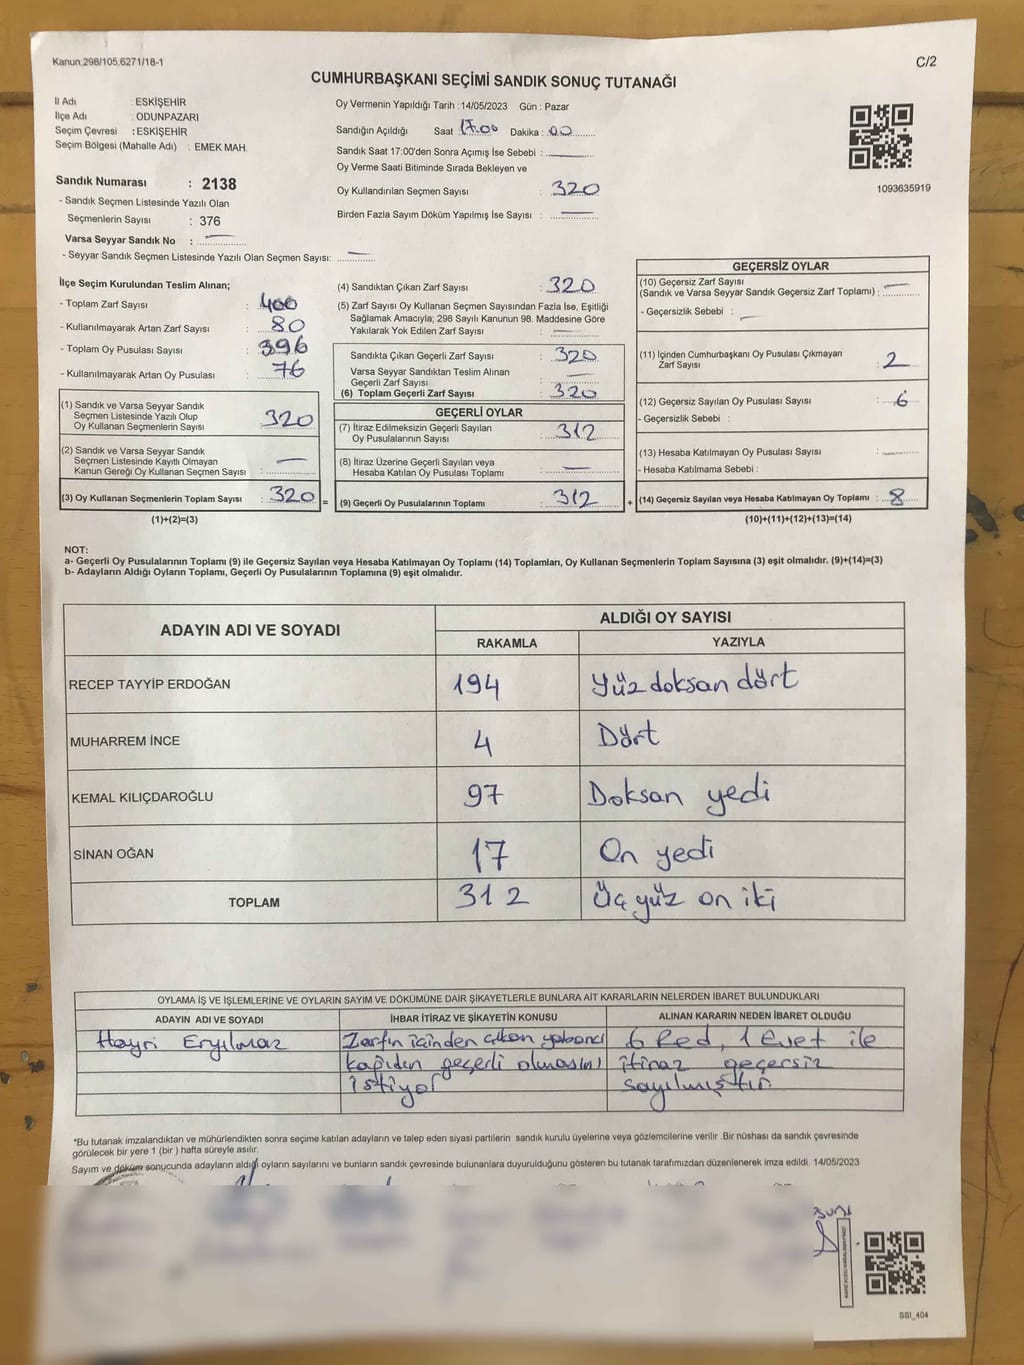 Kanun,298/105,6271/18-1
C/2
CUMHURBAŞKANI SEÇİMİ SANDIK SONUÇ TUTANAĞI
İl Adı : ESKİŞEHİR
İlçe Adı : ODUNPAZARI
Seçim Çevresi : ESKİŞEHİR
Seçim Bölgesi (Mahalle Adı) : EMEK MAH.
Sandık Numarası : 2138
- Sandık Seçmen Listesinde Yazılı Olan
Seçmenlerin Sayısı : 376
Varsa Seyyar Sandık No : —
- Seyyar Sandık Seçmen Listesinde Yazılı Olan Seçmen Sayısı: —
Oy Vermenin Yapıldığı Tarih : 14/05/2023 Gün : Pazar
Sandığın Açıldığı Saat : 17.00 Dakika : 00
Sandık Saat 17:00'den Sonra Açımış İse Sebebi : —
Oy Verme Saati Bitiminde Sırada Bekleyen ve
Oy Kullandırılan Seçmen Sayısı : 320
Birden Fazla Sayım Döküm Yapılmış İse Sayısı : —
1093635919
İlçe Seçim Kurulundan Teslim Alınan;
- Toplam Zarf Sayısı : 400
- Kullanılmayarak Artan Zarf Sayısı : 80
- Toplam Oy Pusulası Sayısı : 396
- Kullanılmayarak Artan Oy Pusulası : 76
(1) Sandık ve Varsa Seyyar Sandık
Seçmen Listesinde Yazılı Olup
Oy Kullanan Seçmenlerin Sayısı : 320
(2) Sandık ve Varsa Seyyar Sandık
Seçmen Listesinde Kayıtlı Olmayan
Kanun Gereği Oy Kullanan Seçmen Sayısı : —
(3) Oy Kullanan Seçmenlerin Toplam Sayısı : 320 =
(1)+(2)=(3)
(4) Sandıktan Çıkan Zarf Sayısı : 320
(5) Zarf Sayısı Oy Kullanan Seçmen Sayısından Fazla İse, Eşitliği
Sağlamak Amacıyla; 298 Sayılı Kanunun 98. Maddesine Göre
Yakılarak Yok Edilen Zarf Sayısı : —
Sandıkta Çıkan Geçerli Zarf Sayısı : 320
Varsa Seyyar Sandıktan Teslim Alınan
Geçerli Zarf Sayısı : —
(6) Toplam Geçerli Zarf Sayısı : 320
GEÇERLİ OYLAR
(7) İtiraz Edilmeksizin Geçerli Sayılan
Oy Pusulalarının Sayısı : 312
(8) İtiraz Üzerine Geçerli Sayılan veya
Hesaba Katılan Oy Pusulası Toplamı : —
(9) Geçerli Oy Pusulalarının Toplamı : 312 +
GEÇERSİZ OYLAR
(10) Geçersiz Zarf Sayısı
(Sandık ve Varsa Seyyar Sandık Geçersiz Zarf Toplamı) : —
- Geçersizlik Sebebi : —
(11) İçinden Cumhurbaşkanı Oy Pusulası Çıkmayan
Zarf Sayısı : 2
(12) Geçersiz Sayılan Oy Pusulası Sayısı : 6
- Geçersizlik Sebebi :
(13) Hesaba Katılmayan Oy Pusulası Sayısı :
- Hesaba Katılmama Sebebi :
(14) Geçersiz Sayılan veya Hesaba Katılmayan Oy Toplamı : 8
(10)+(11)+(12)+(13)=(14)
NOT:
a- Geçerli Oy Pusulalarının Toplamı (9) ile Geçersiz Sayılan veya Hesaba Katılmayan Oy Toplamı (14) Toplamları, Oy Kullanan Seçmenlerin Toplam Sayısına (3) eşit olmalıdır. (9)+(14)=(3)
b- Adayların Aldığı Oyların Toplamı, Geçerli Oy Pusulalarının Toplamına (9) eşit olmalıdır.
ADAYIN ADI VE SOYADI
ALDIĞI OY SAYISI
RAKAMLA YAZIYLA
RECEP TAYYİP ERDOĞAN 194 Yüz doksan dört
MUHARREM İNCE 4 Dört
KEMAL KILIÇDAROĞLU 97 Doksan yedi
SİNAN OĞAN 17 On yedi
TOPLAM 312 Üç yüz on iki
OYLAMA İŞ VE İŞLEMLERİNE VE OYLARIN SAYIM VE DÖKÜMÜNE DAİR ŞİKAYETLERLE BUNLARA AİT KARARLARIN NELERDEN İBARET BULUNDUKLARI
ADAYIN ADI VE SOYADI İHBAR İTİRAZ VE ŞİKAYETİN KONUSU ALINAN KARARIN NEDEN İBARET OLDUĞU
Hayri Eryılmaz Zarfın içinden çıkan yabancı 6 Red, 1 Evet ile
kağıdın geçerli olmasını itiraz geçersiz
istiyor sayılmıştır
*Bu tutanak imzalandıktan ve mühürlendikten sonra seçime katılan adayların ve talep eden siyasi partilerin sandık kurulu üyelerine veya gözlemcilerine verilir .Bir nüshası da sandık çevresinde
görülecek bir yere 1 (bir ) hafta süreyle asılır.
Sayım ve döküm sonucunda adayların aldığı oyların sayılarını ve bunların sandık çevresinde bulunanlara duyurulduğunu gösteren bu tutanak tarafımızdan düzenlenerek imza edildi. 14/05/2023
SSI_404